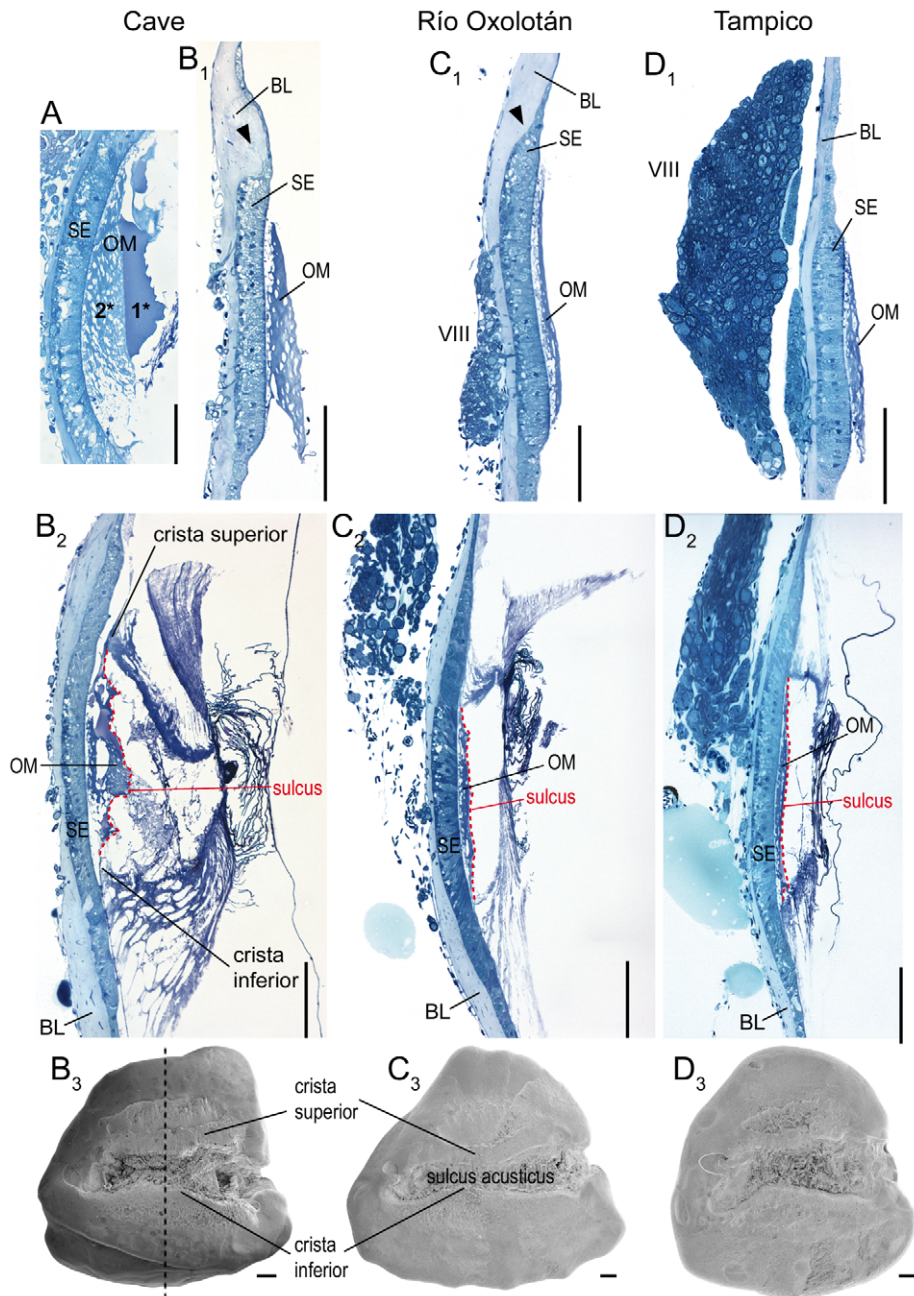 Cave
Río Oxolotán
Tampico
A
SE
OM
2*
1*
B1
BL
SE
OM
C1
BL
SE
OM
VIII
D1
VIII
BL
SE
OM
B2
crista superior
OM
sulcus
SE
crista
inferior
BL
C2
OM
sulcus
SE
BL
D2
OM
sulcus
SE
BL
B3
crista
superior
crista
inferior
C3
sulcus acusticus
D3